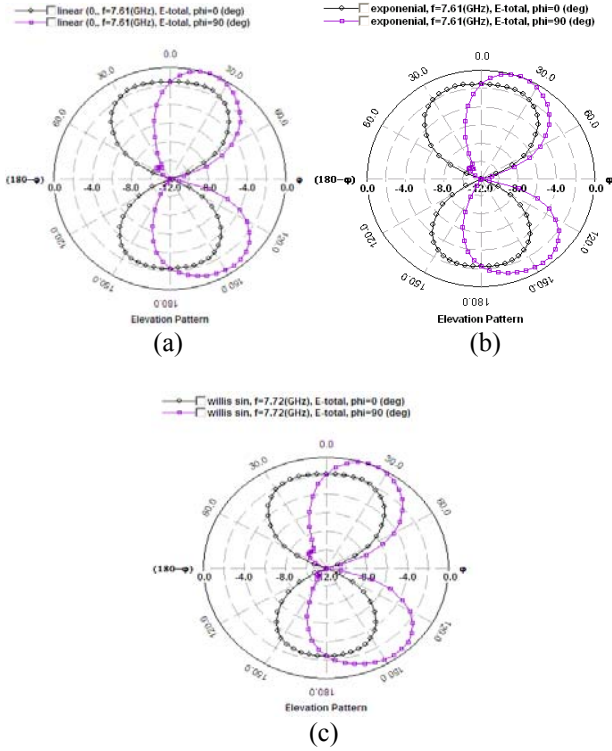 linear (0,, f=7.61(GHz), E-total, phi=0 (deg)
linear (0,, f=7.61(GHz), E-total, phi=90 (deg)
0.0
30.0 30.0
60.0 60.0
(180-φ) φ
0.0 -4.0 -8.0 -12.0 -8.0 -4.0 0.0
120.0 120.0
150.0 150.0
180.0
Elevation Pattern
(a)
exponenial, f=7.61(GHz), E-total, phi=0 (deg)
exponenial, f=7.61(GHz), E-total, phi=90 (deg)
0.0
30.0 30.0
60.0 60.0
(180-φ) φ
0.0 -4.0 -8.0 -12.0 -8.0 -4.0 0.0
120.0 120.0
150.0 150.0
180.0
Elevation Pattern
(b)
willis sin, f=7.72(GHz), E-total, phi=0 (deg)
willis sin, f=7.72(GHz), E-total, phi=90 (deg)
0.0
30.0 30.0
60.0 60.0
(180-φ) φ
0.0 -4.0 -8.0 -12.0 -8.0 -4.0 0.0
120.0 120.0
150.0 150.0
180.0
Elevation Pattern
(c)